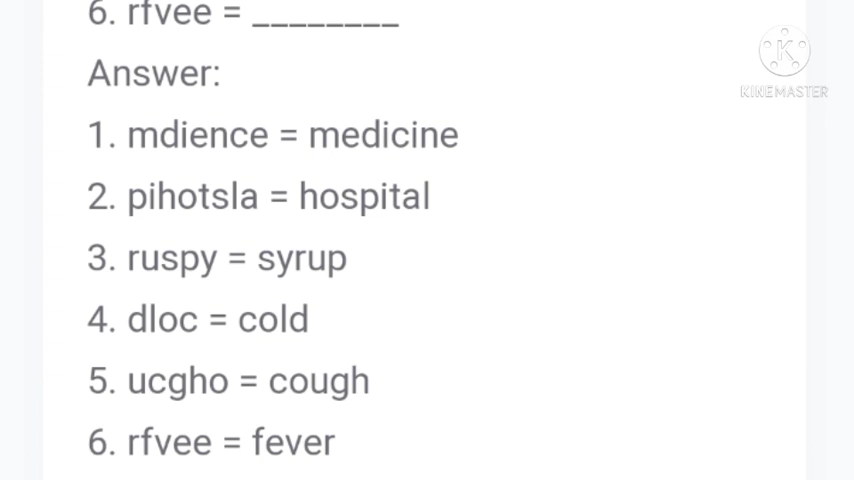 6. rfvee = ________
Answer:
1. mdience = medicine
2. pihotsla = hospital
3. ruspy = syrup
4. dloc = cold
5. ucgho = cough
6. rfvee = fever
K
KINEMASTER